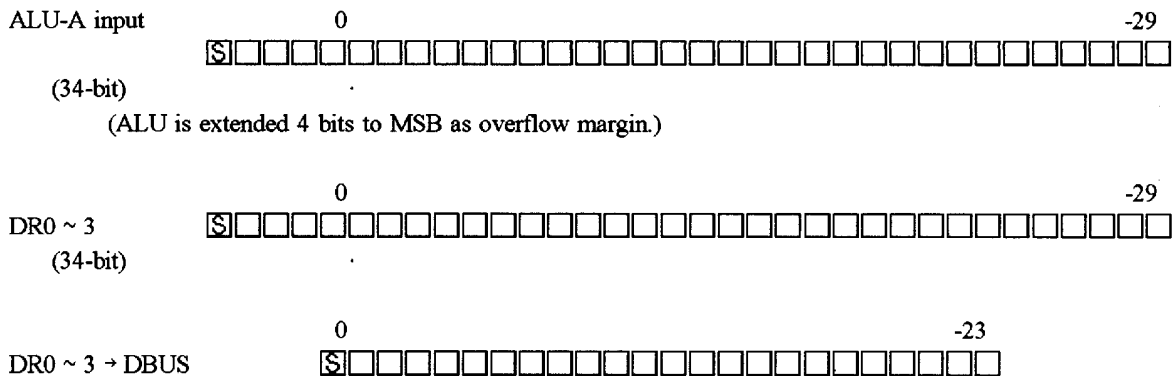 ALU-A input 0 -29
S
(34-bit)
(ALU is extended 4 bits to MSB as overflow margin.)
0 -29
DR0 ~ 3 S
(34-bit)
0 -23
DR0 ~ 3 → DBUS S